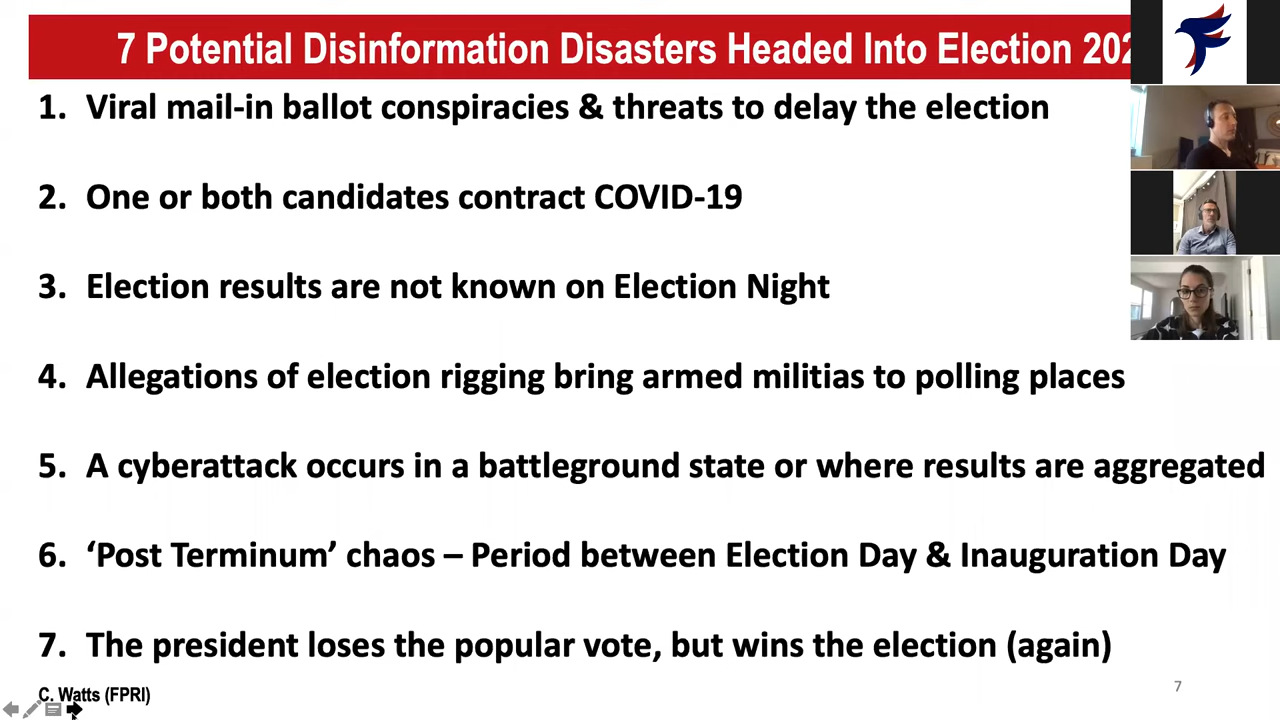 7 Potential Disinformation Disasters Headed Into Election 202
1. Viral mail-in ballot conspiracies & threats to delay the election
2. One or both candidates contract COVID-19
3. Election results are not known on Election Night
4. Allegations of election rigging bring armed militias to polling places
5. A cyberattack occurs in a battleground state or where results are aggregated
6. ‘Post Terminum’ chaos – Period between Election Day & Inauguration Day
7. The president loses the popular vote, but wins the election (again)
C. Watts (FPRI)
7